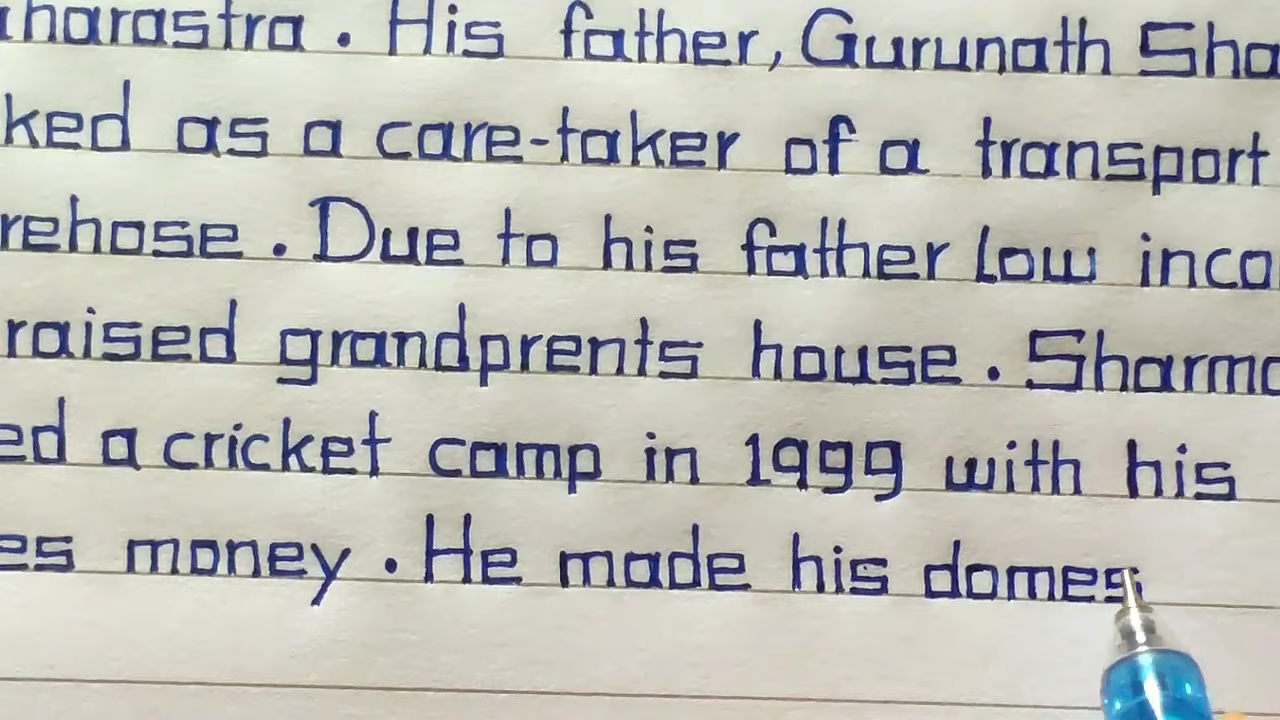 harastra. His father, Gurunath Sha
ked as a care-taker of a transport
rehose. Due to his father low inco
raised grandprents house. Sharma
ed a cricket camp in 1999 with his
es money. He made his domes